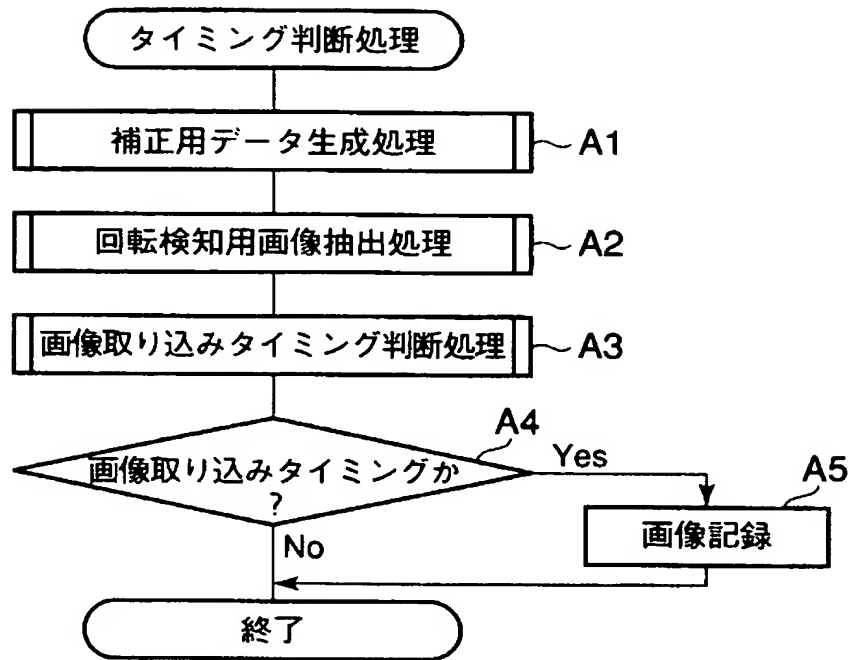 タイミング判断処理
補正用データ生成処理
A1
回転検知用画像抽出処理
A2
画像取り込みタイミング判断処理
A3
A4
画像取り込みタイミングか
?
Yes
A5
画像記録
No
終了